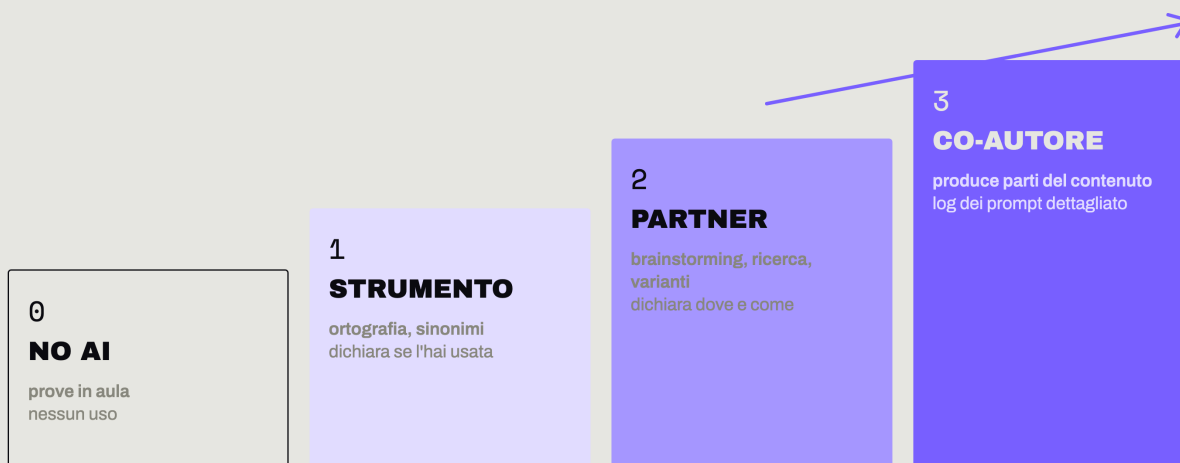 0
NO AI
prove in aula
nessun uso
1
STRUMENTO
ortografia, sinonimi
dichiara se l'hai usata
2
PARTNER
brainstorming, ricerca,
varianti
dichiara dove e come
3
CO-AUTORE
produce parti del contenuto
log dei prompt dettagliato